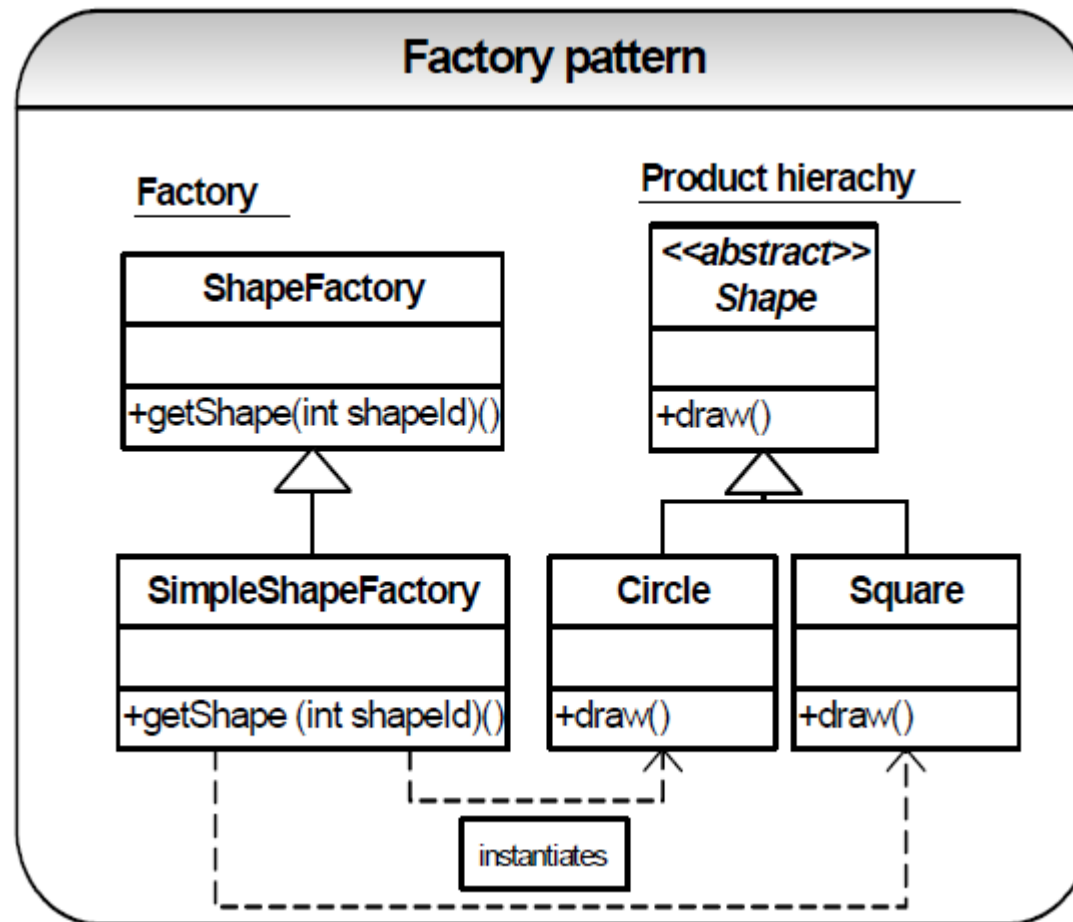 Factory pattern
Factory
Product hierachy
ShapeFactory
+getShape(int shapeId)()
<<abstract>>
Shape
+draw()
SimpleShapeFactory
+getShape (int shapeId)()
Circle
+draw()
Square
+draw()
instantiates